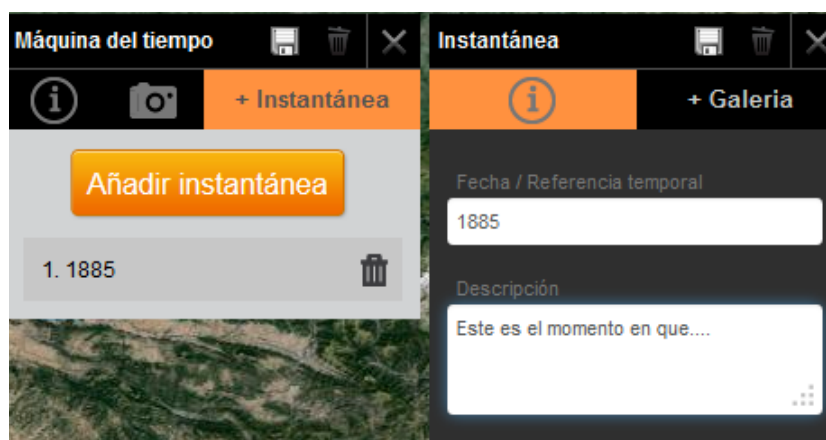 Máquina del tiempo
+ Instantánea
Añadir instantánea
1. 1885
Instantánea
+ Galeria
Fecha / Referencia temporal
1885
Descripción
Este es el momento en que....